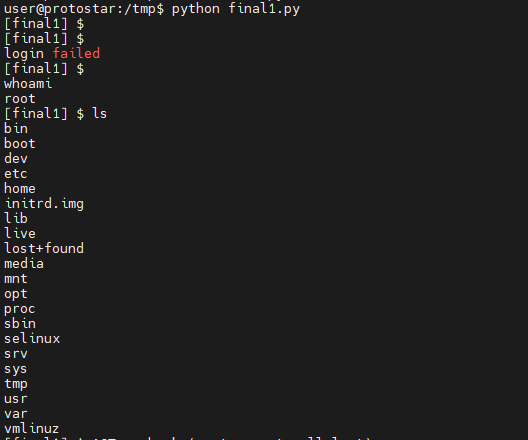 user@protostar:/tmp$ python final1.py
[final1] $
[final1] $
login failed
[final1] $
whoami
root
[final1] $ ls
bin
boot
dev
etc
home
initrd.img
lib
live
lost+found
media
mnt
opt
proc
sbin
selinux
srv
sys
tmp
usr
var
vmlinuz